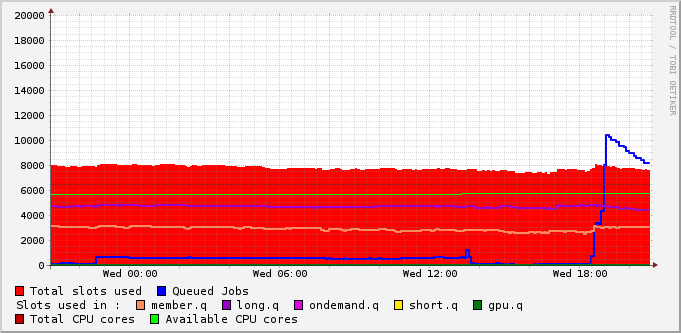 20000
18000
16000
14000
12000
10000
8000
6000
4000
2000
0
Wed 00:00 Wed 06:00 Wed 12:00 Wed 18:00
RRDTOOL / TOBI OETIKER
Total slots used Queued Jobs
Slots used in : member.q long.q ondemand.q short.q gpu.q
Total CPU cores Available CPU cores